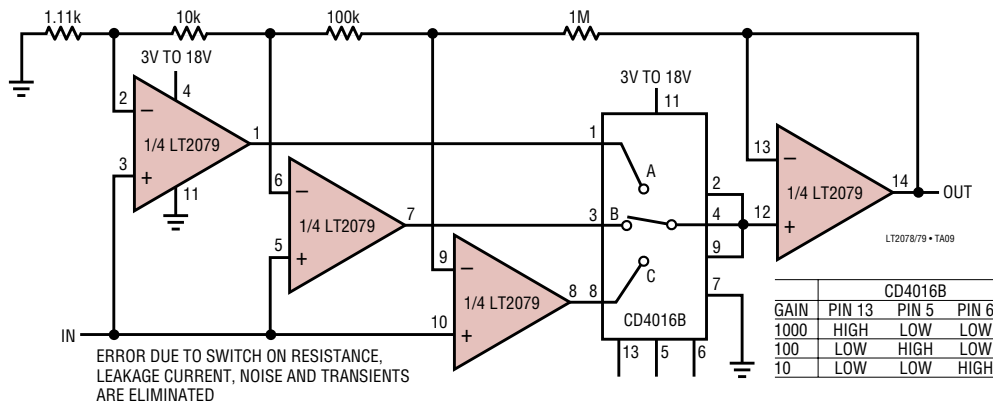 1.11k 10k 100k 1M
3V TO 18V
3V TO 18V
4
11
2
−
1/4 LT2079
1
1
13
−
3
+
A
2
1/4 LT2079
14
OUT
11
6
−
B
4
12
+
1/4 LT2079
7
3
LT2078/79 • TA09
5
+
9
9
−
C
7
1/4 LT2079
8
8
IN
10
+
CD4016B
13
5
6
ERROR DUE TO SWITCH ON RESISTANCE,
LEAKAGE CURRENT, NOISE AND TRANSIENTS
ARE ELIMINATED
CD4016B
GAIN PIN 13 PIN 5 PIN 6
1000 HIGH LOW LOW
100 LOW HIGH LOW
10 LOW LOW HIGH